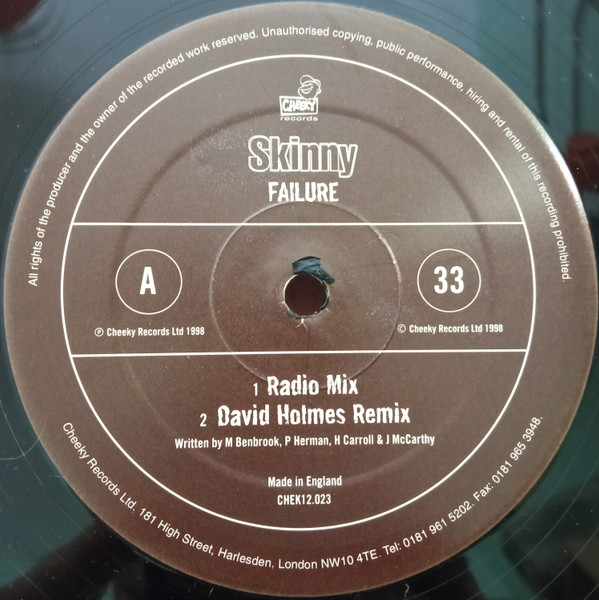 All rights of the producer and the owner of the recorded work reserved. Unauthorised copying, public performance, hiring and rental of this recording prohibited.
CHEEKY
records
Skinny
FAILURE
A
33
℗ Cheeky Records Ltd 1998
© Cheeky Records Ltd 1998
1 Radio Mix
2 David Holmes Remix
Written by M Benbrook, P Herman, H Carroll & J McCarthy
Made in England
CHEK12.023
Cheeky Records Ltd. 181 High Street, Harlesden, London NW10 4TE. Tel: 0181 961 5202. Fax: 0181 965 3948.